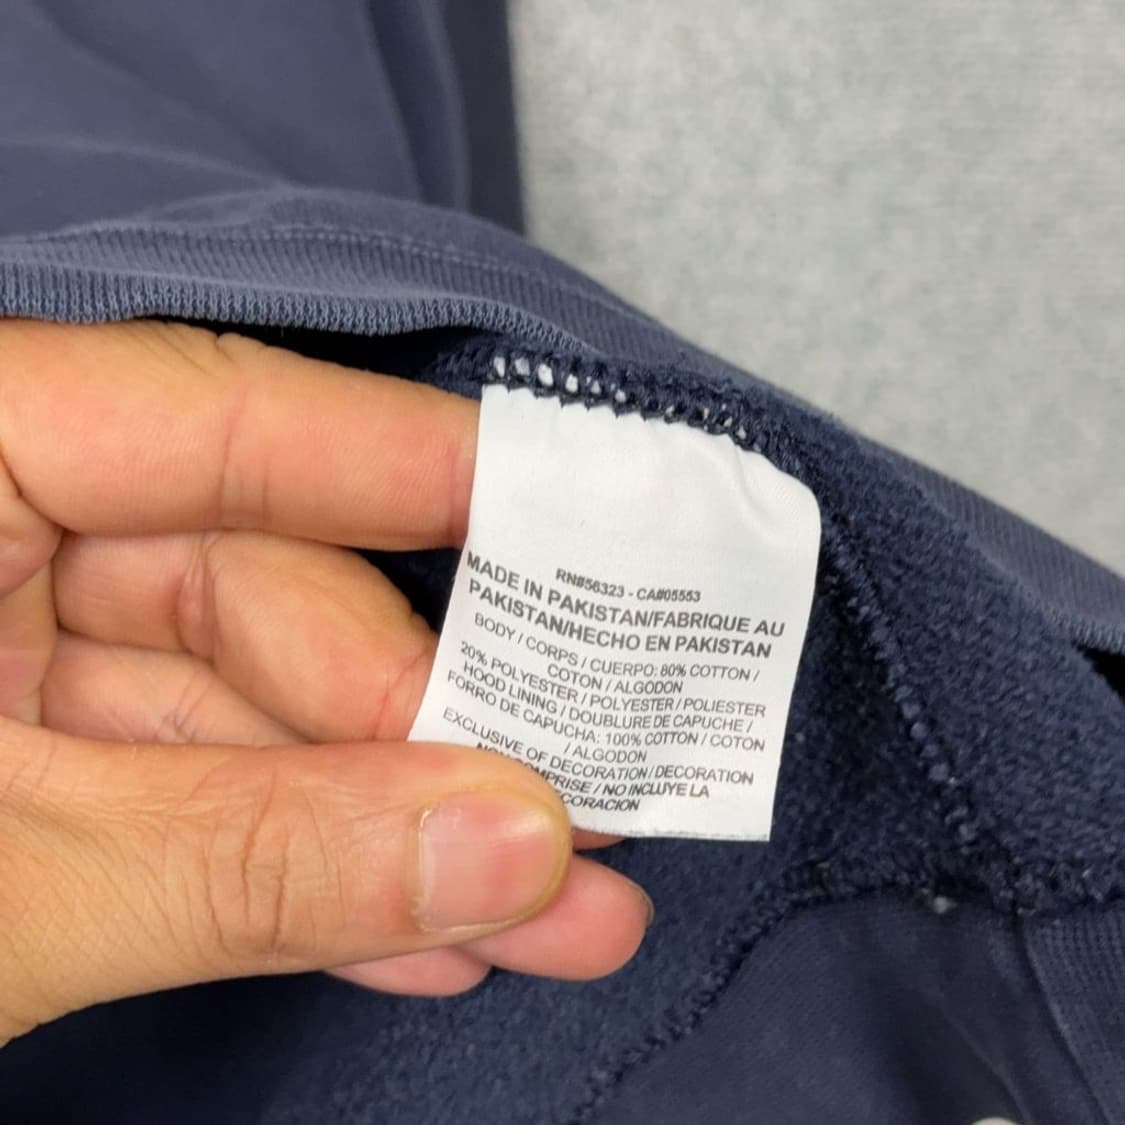 RN#56323 - CA#05553
MADE IN PAKISTAN/FABRIQUE AU
PAKISTAN/HECHO EN PAKISTAN
BODY / CORPS / CUERPO: 80% COTTON /
COTON / ALGODON
20% POLYESTER / POLYESTER / POLIESTER
HOOD LINING / DOUBLURE DE CAPUCHE /
FORRO DE CAPUCHA: 100% COTTON / COTON
/ ALGODON
EXCLUSIVE OF DECORATION / DECORATION
COMPRISE / NO INCLUYE LA